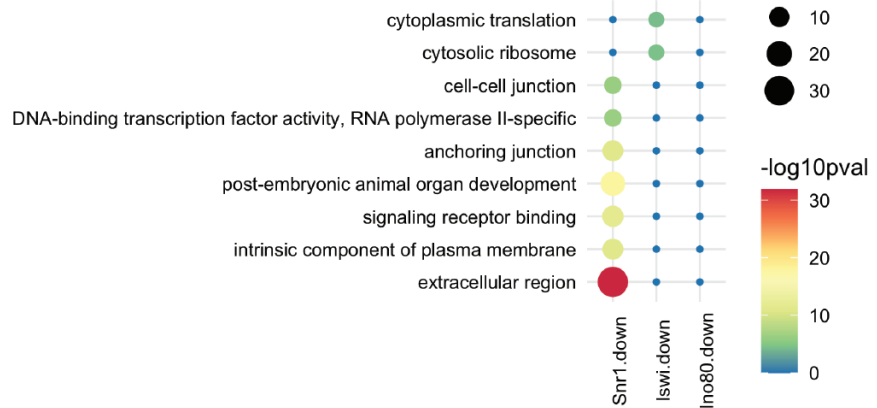 cytoplasmic translation
cytosolic ribosome
cell-cell junction
DNA-binding transcription factor activity, RNA polymerase II-specific
anchoring junction
post-embryonic animal organ development
signaling receptor binding
intrinsic component of plasma membrane
extracellular region
Snr1.down
Iswi.down
Ino80.down
10
20
30
-log10pval
30
20
10
0